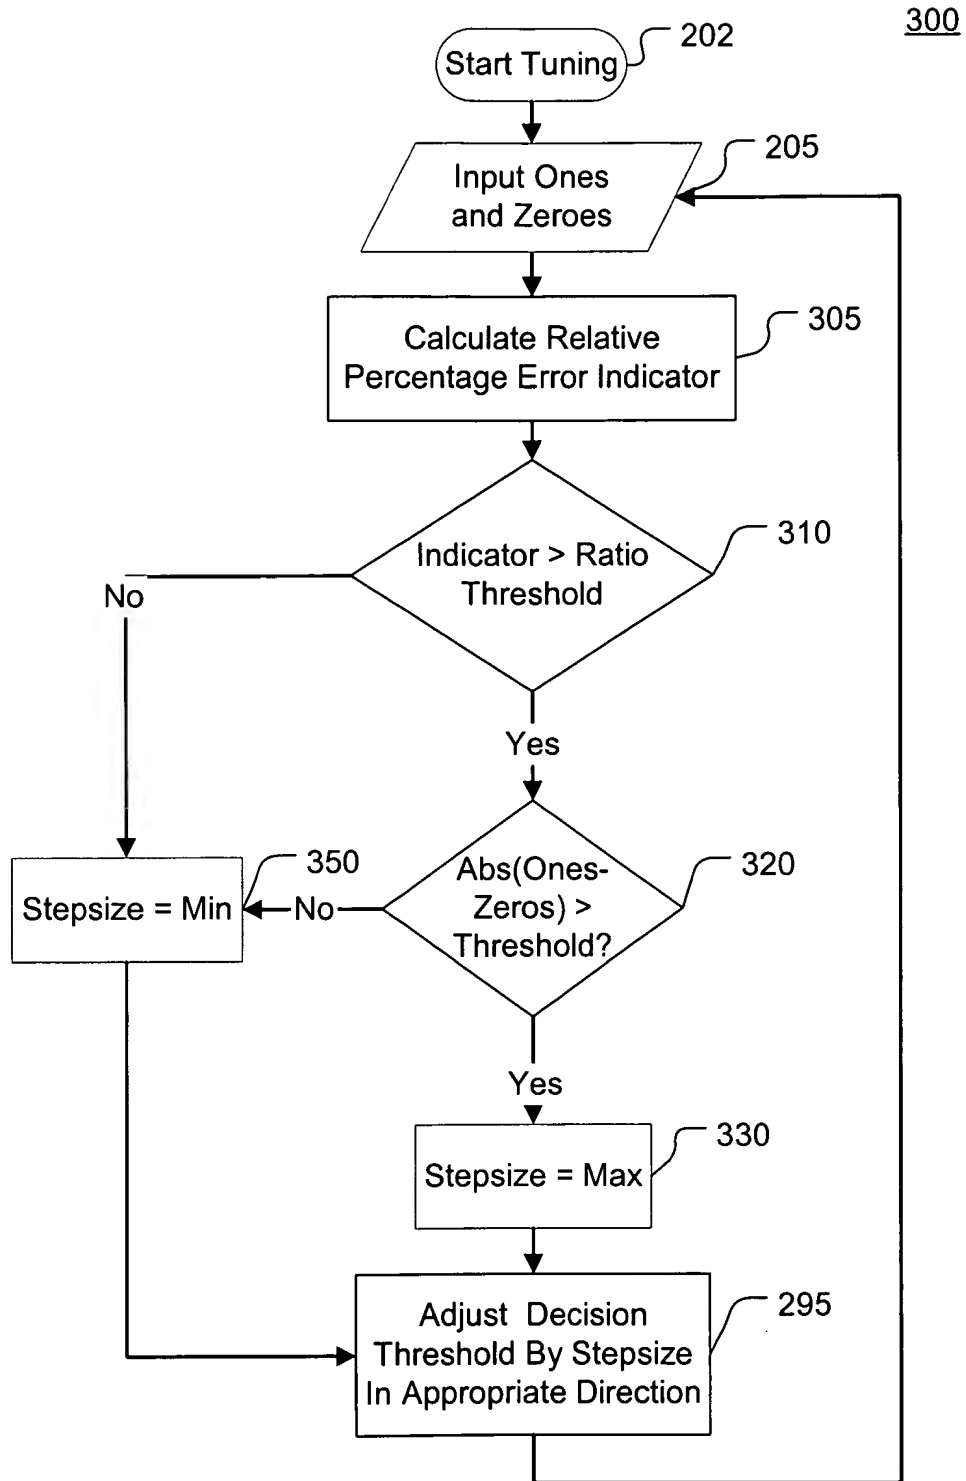 300
202
Start Tuning
205
Input Ones
and Zeroes
305
Calculate Relative
Percentage Error Indicator
310
Indicator > Ratio
Threshold
No
Yes
320
Abs(Ones-
Zeros) >
Threshold?
350
Stepsize = Min
No
Yes
330
Stepsize = Max
295
Adjust Decision
Threshold By Stepsize
In Appropriate Direction